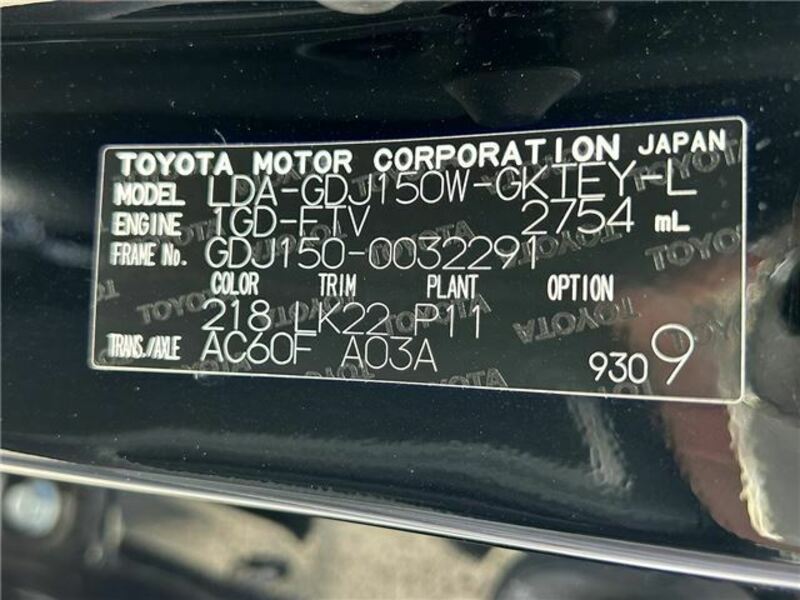 TOYOTA MOTOR CORPORATION JAPAN
MODEL LDA-GDJ150W-GKTEY-L
ENGINE 1GD-FTV 2754 mL
FRAME No. GDJ150-0032291
COLOR TRIM PLANT OPTION
218 LK22 P11
TRANS./AXLE AC60F A03A 9309